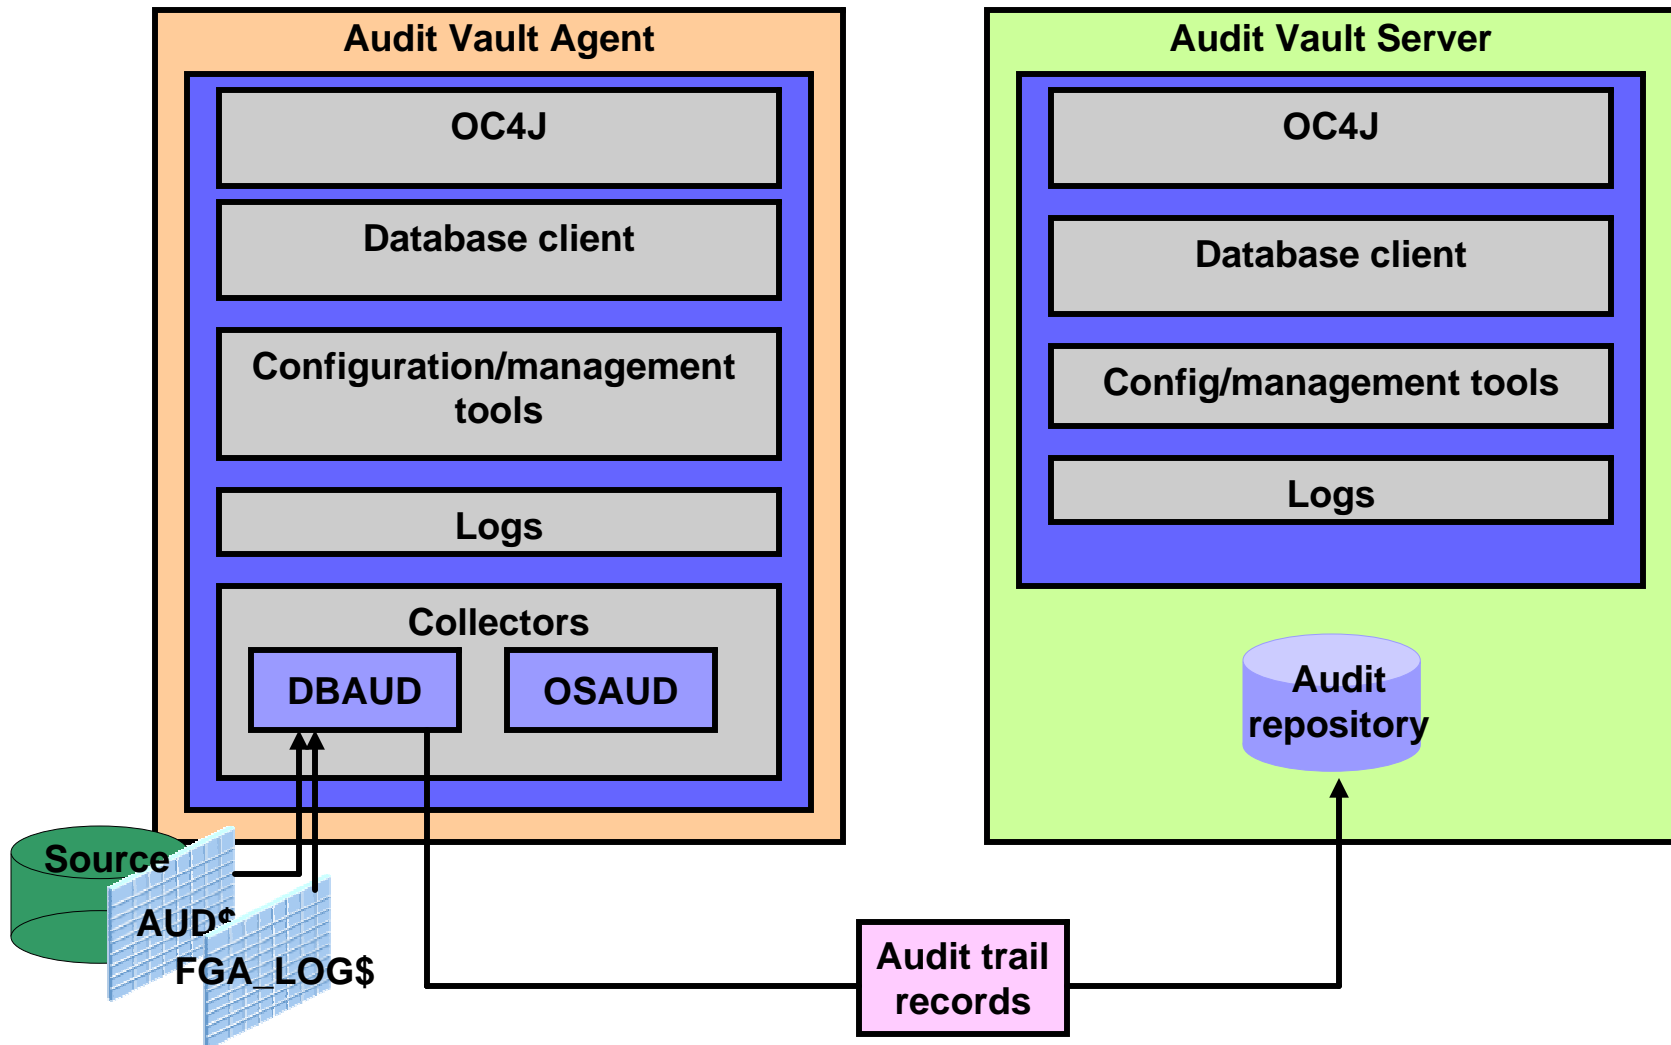 Audit Vault Agent
OC4J
Database client
Configuration/management
tools
Logs
Collectors
DBAUD
OSAUD
Source
AUD$
FGA_LOG$
Audit trail
records
Audit Vault Server
OC4J
Database client
Config/management tools
Logs
Audit
repository